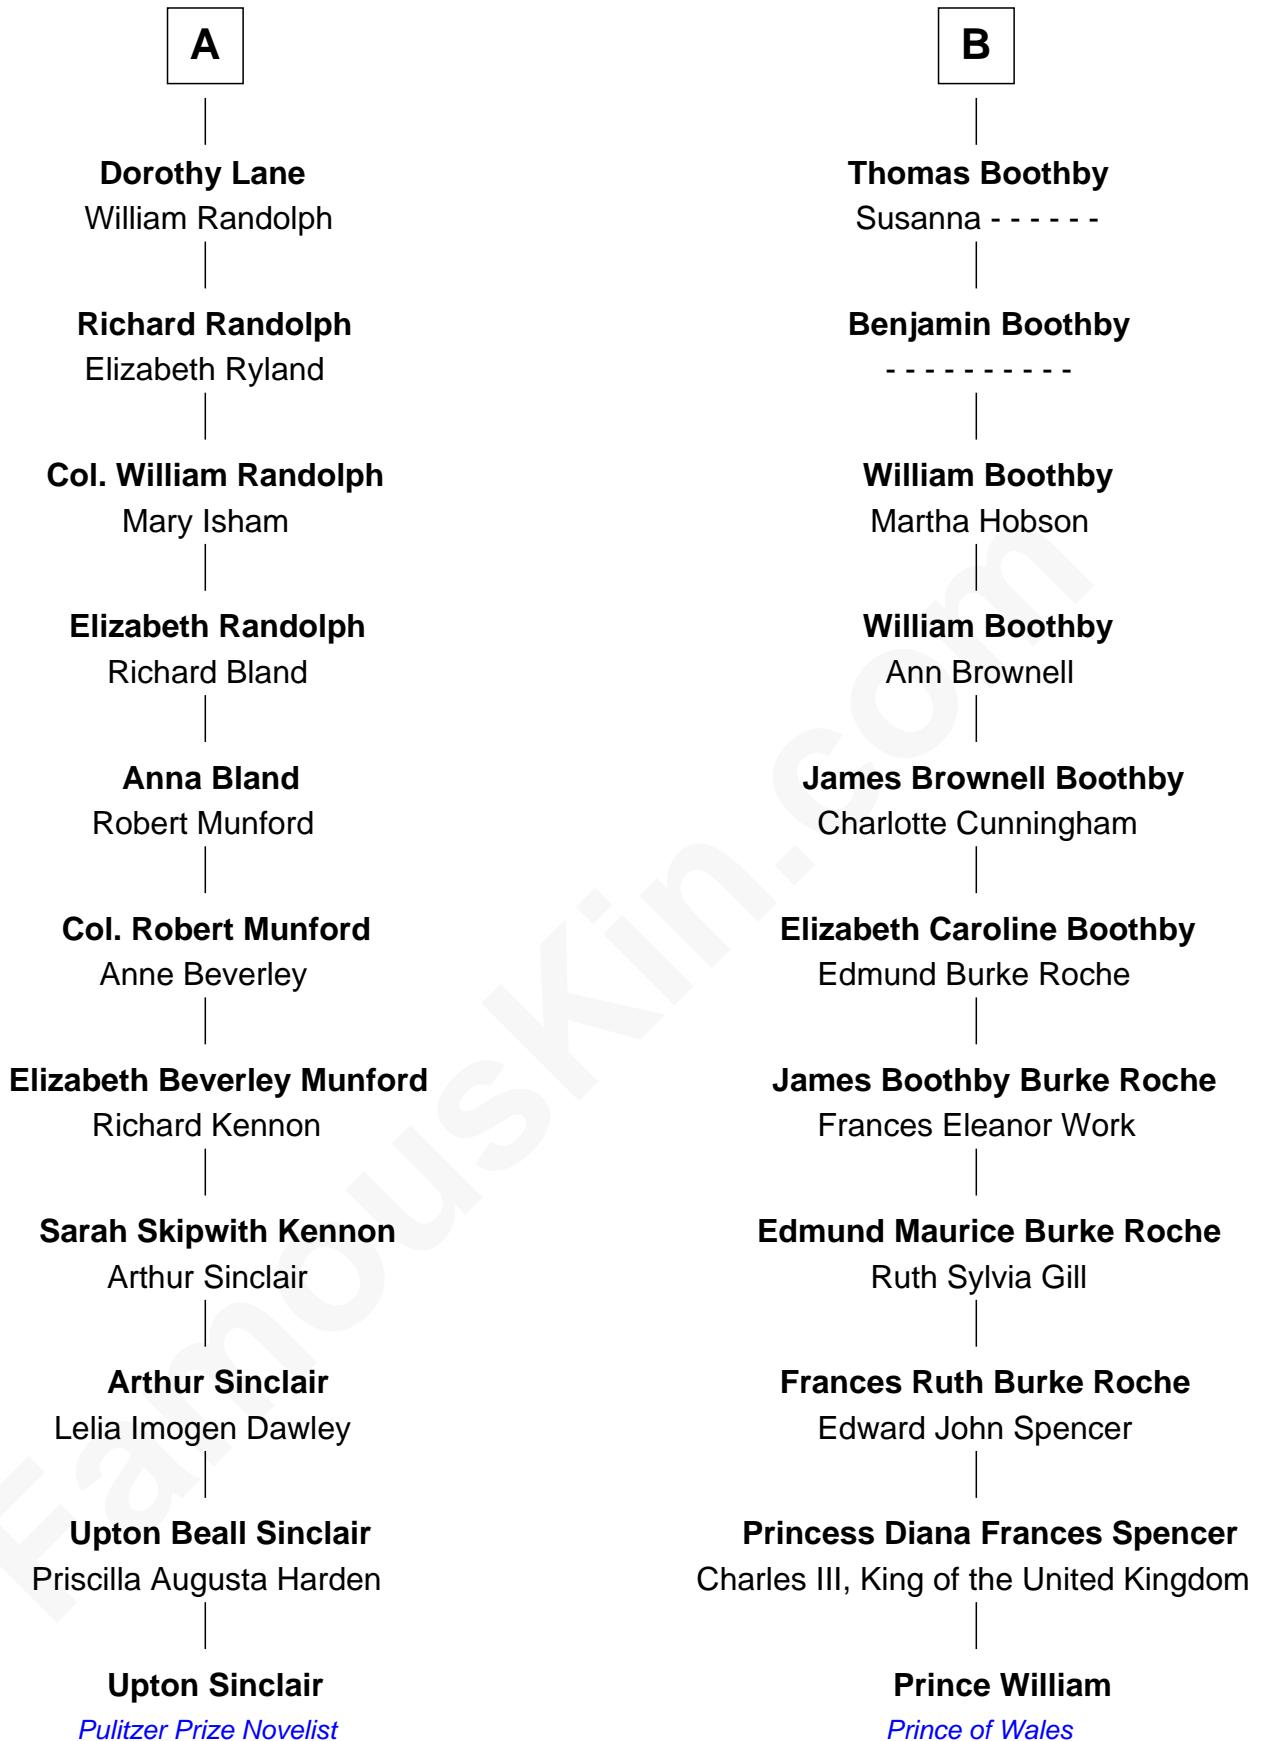 A
Dorothy Lane
William Randolph
Richard Randolph
Elizabeth Ryland
Col. William Randolph
Mary Isham
Elizabeth Randolph
Richard Bland
Anna Bland
Robert Munford
Col. Robert Munford
Anne Beverley
Elizabeth Beverley Munford
Richard Kennon
Sarah Skipwith Kennon
Arthur Sinclair
Arthur Sinclair
Lelia Imogen Dawley
Upton Beall Sinclair
Priscilla Augusta Harden
Upton Sinclair
Pulitzer Prize Novelist
B
Thomas Boothby
Susanna - - - - - -
Benjamin Boothby
- - - - - - - - - -
William Boothby
Martha Hobson
William Boothby
Ann Brownell
James Brownell Boothby
Charlotte Cunningham
Elizabeth Caroline Boothby
Edmund Burke Roche
James Boothby Burke Roche
Frances Eleanor Work
Edmund Maurice Burke Roche
Ruth Sylvia Gill
Frances Ruth Burke Roche
Edward John Spencer
Princess Diana Frances Spencer
Charles III, King of the United Kingdom
Prince William
Prince of Wales
FamousKin.com